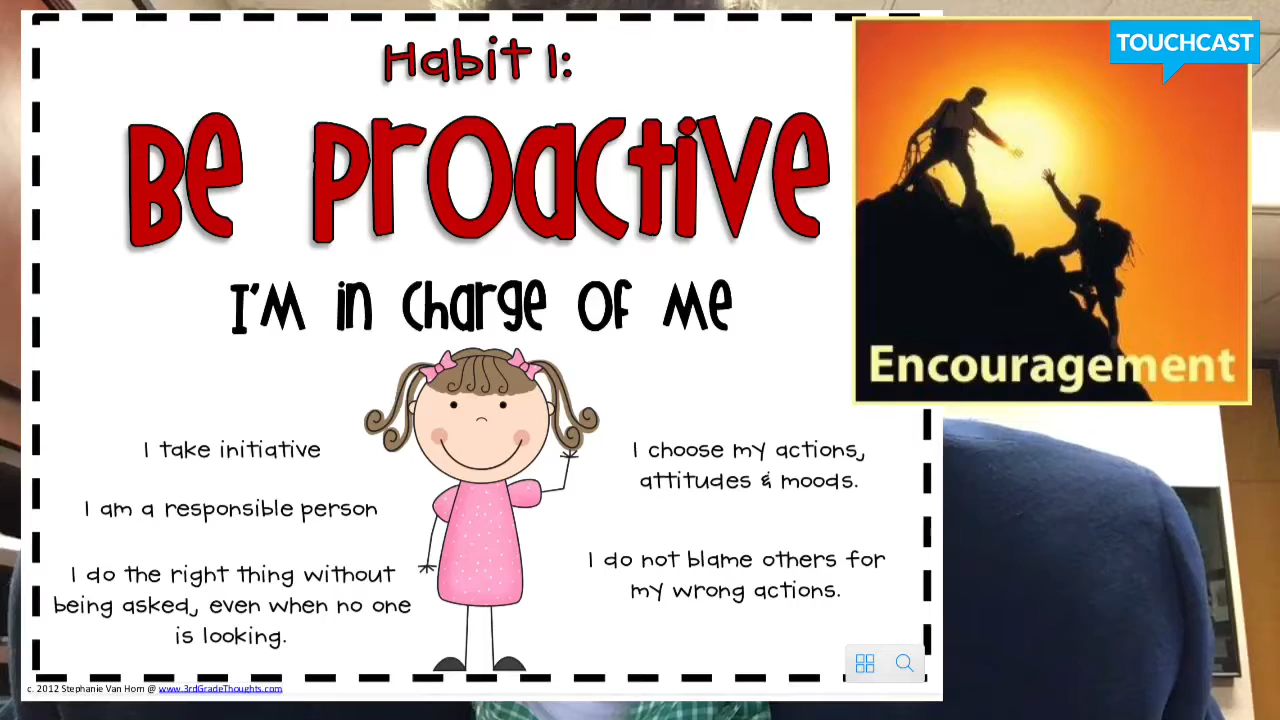 Habit 1:
Be Proactive
I'm in charge of me
I take initiative
I am a responsible person
I do the right thing without
being asked, even when no one
is looking.
I choose my actions,
attitudes & moods.
I do not blame others for
my wrong actions.
c. 2012 Stephanie Van Horn @ www.3rdGradeThoughts.com
TOUCHCAST
Encouragement